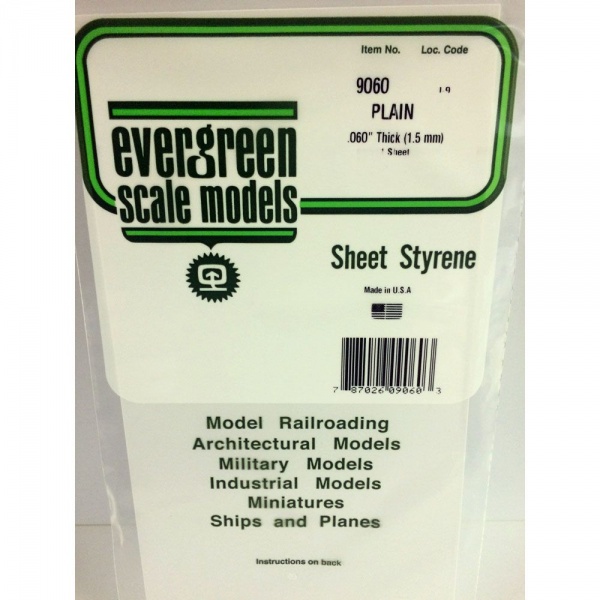 Item No. Loc. Code
9060
PLAIN
.060" Thick (1.5 mm)
Sheet
evergreen
scale models
Sheet Styrene
Made in U.S.A
7 87026 09060 3
Model Railroading
Architectural Models
Military Models
Industrial Models
Miniatures
Ships and Planes
Instructions on back